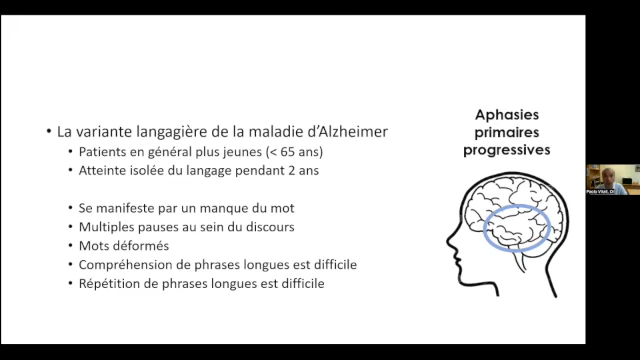 La variante langagière de la maladie d'Alzheimer
Patients en général plus jeunes (< 65 ans)
Atteinte isolée du langage pendant 2 ans
Se manifeste par un manque du mot
Multiples pauses au sein du discours
Mots déformés
Compréhension de phrases longues est difficile
Répétition de phrases longues est difficile
Aphasies
primaires
progressives